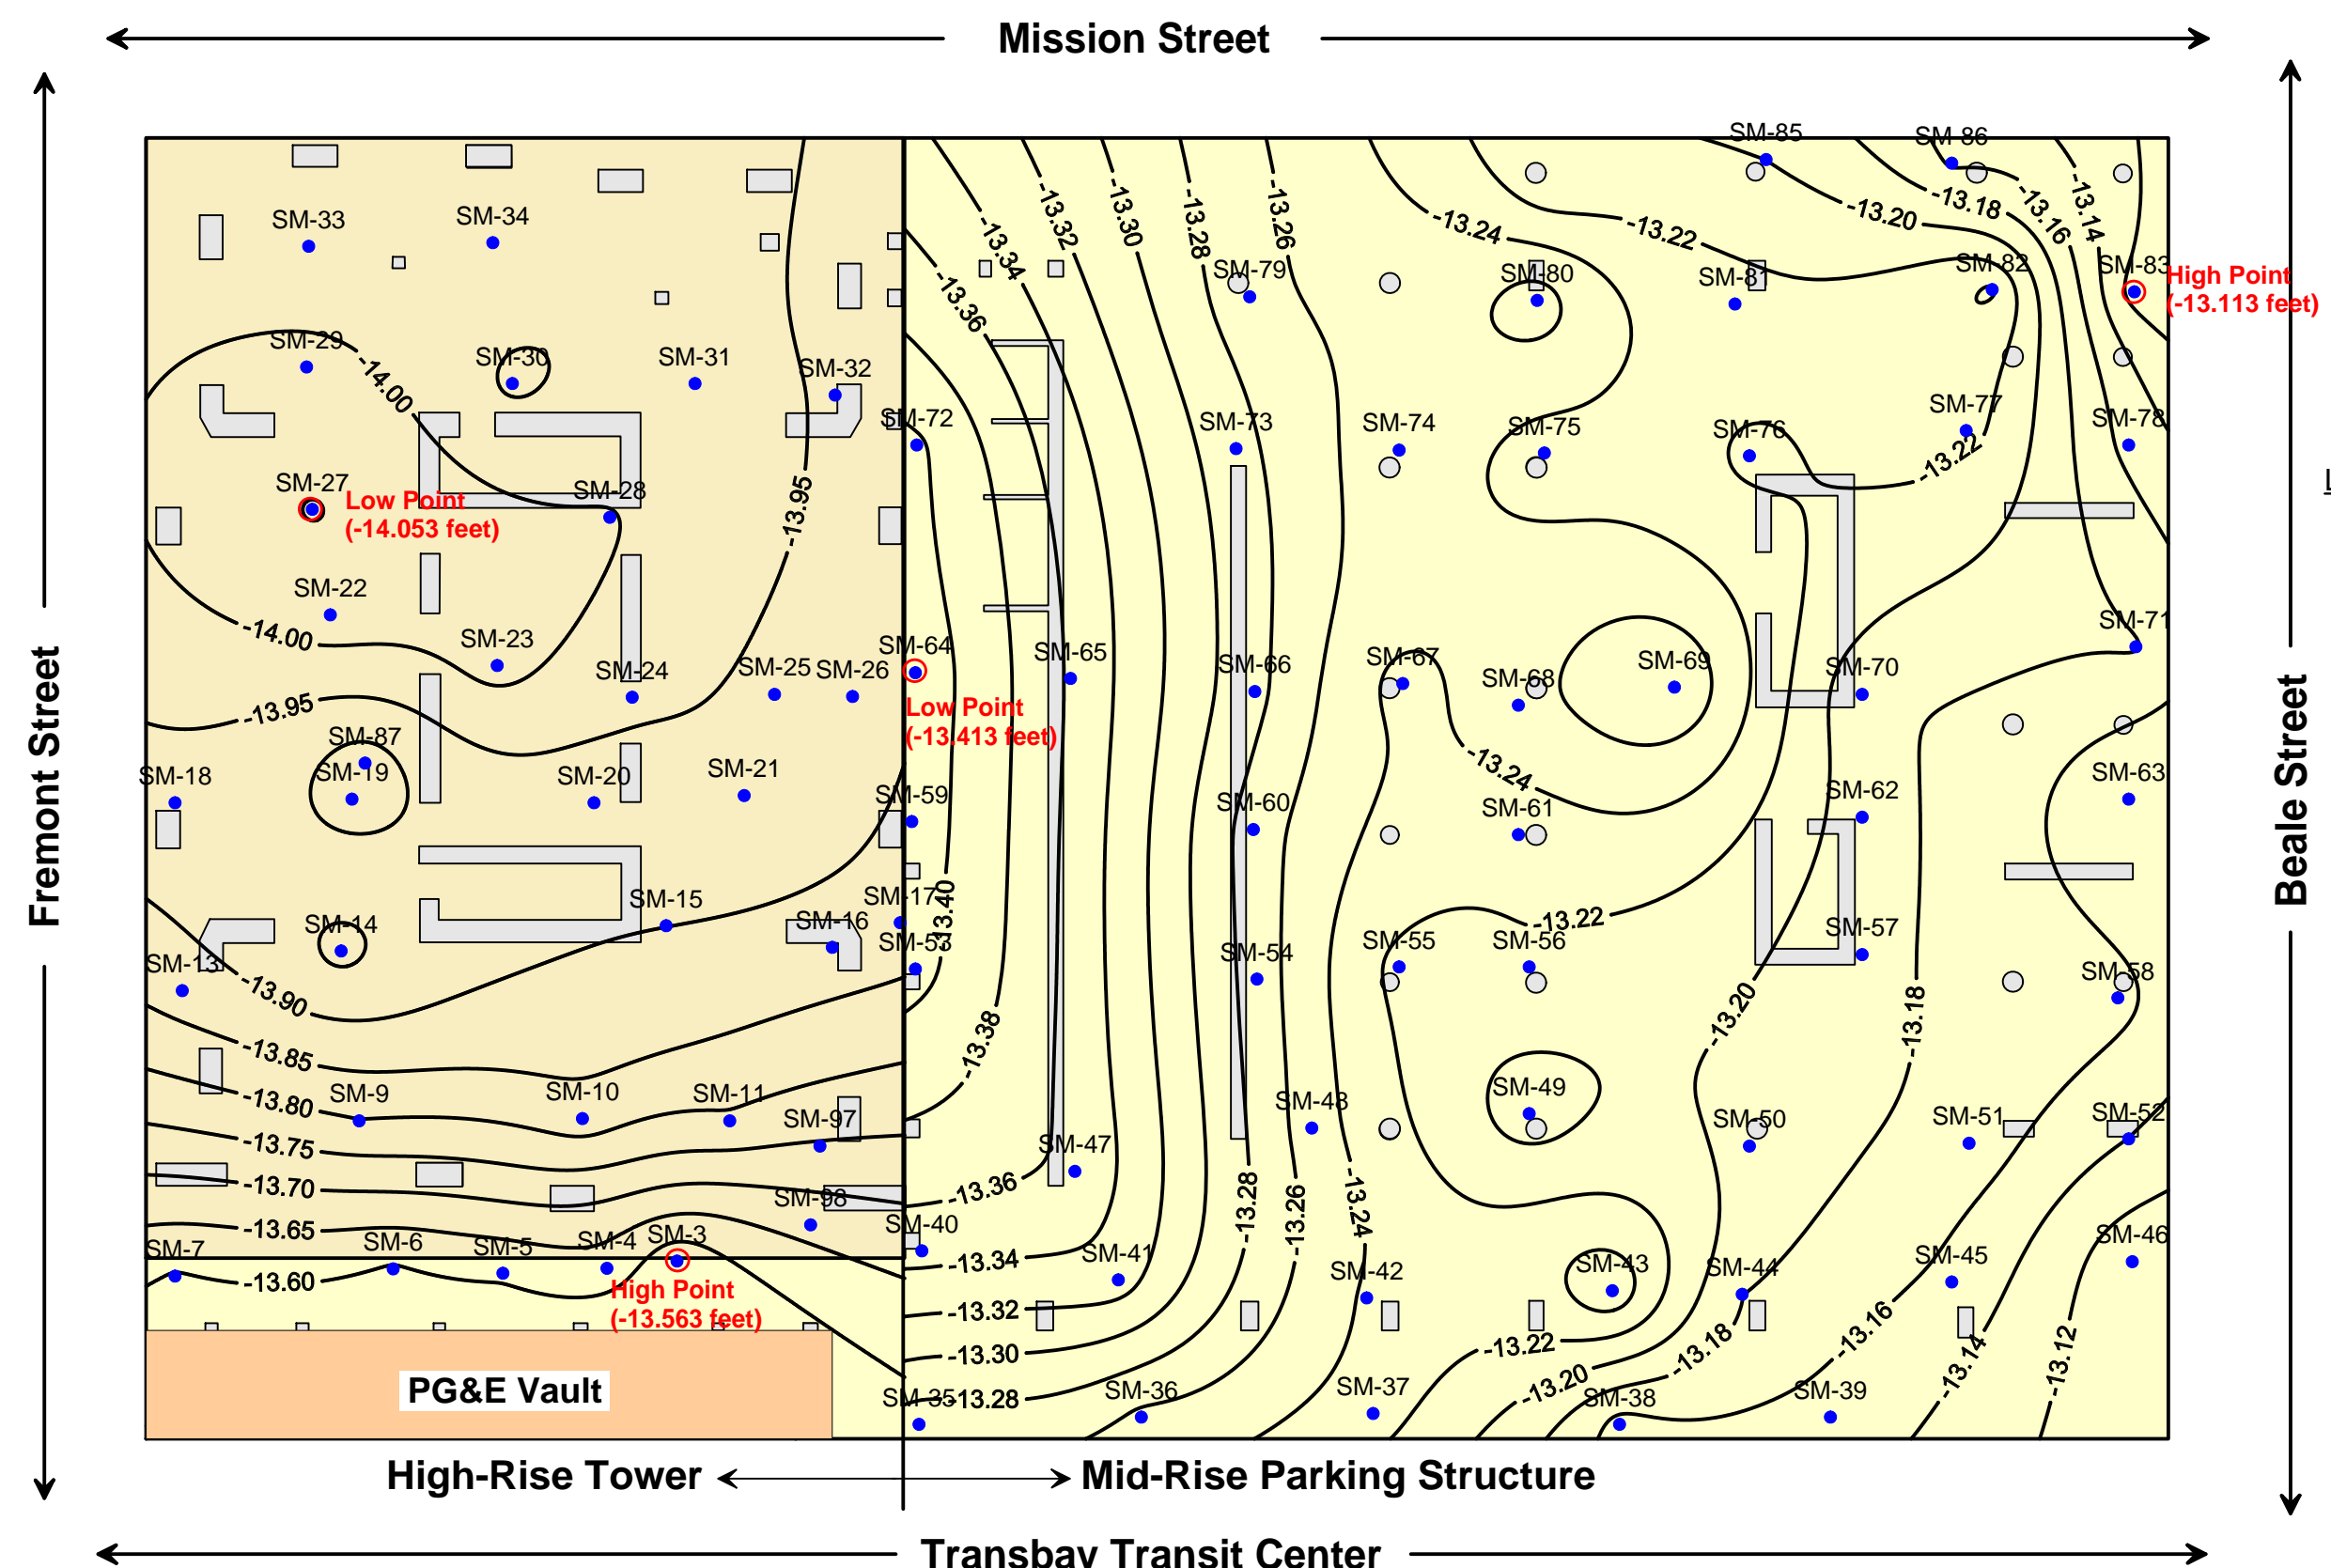 Mission Street
SM-85
SM-86
-13.18
-13.20
-13.14
-13.16
-13.32
-13.30
-13.28
-13.26
-13.24
-13.22
SM-33
SM-34
-13.34
-13.36
SM-79
SM-80
SM-81
SM-82
SM-83
High Point
(-13.113 feet)
SM-29
SM-30
SM-31
SM-32
-14.00
SM-72
SM-73
SM-74
SM-75
SM-76
SM-77
SM-78
-13.22
SM-27
Low Point
(-14.053 feet)
SM-28
-13.95
SM-22
-14.00
SM-23
SM-24
SM-25
SM-26
SM-64
Low Point
(-13.413 feet)
SM-65
SM-66
SM-67
SM-68
SM-69
SM-70
SM-71
Fremont Street
Beale Street
-13.95
SM-87
SM-18
SM-19
SM-20
SM-21
SM-59
SM-60
-13.24
SM-61
SM-62
SM-63
SM-14
SM-15
SM-16
SM-17
-13.40
-13.22
SM-13
SM-53
SM-54
SM-55
SM-56
SM-57
SM-58
-13.90
-13.38
-13.20
-13.18
-13.85
SM-9
SM-10
SM-11
SM-97
-13.80
SM-48
SM-49
SM-50
SM-51
SM-52
-13.75
SM-47
-13.70
-13.36
SM-98
-13.28
-13.26
-13.24
-13.65
SM-7
SM-6
SM-5
SM-4
SM-3
SM-40
SM-41
SM-42
SM-43
SM-44
SM-45
SM-46
-13.60
High Point
(-13.563 feet)
-13.34
-13.32
-13.30
-13.28
-13.22
-13.20
-13.18
-13.16
-13.14
-13.12
PG&E Vault
SM-35
SM-36
SM-37
SM-38
SM-39
High-Rise Tower
Mid-Rise Parking Structure
Transbay Transit Center